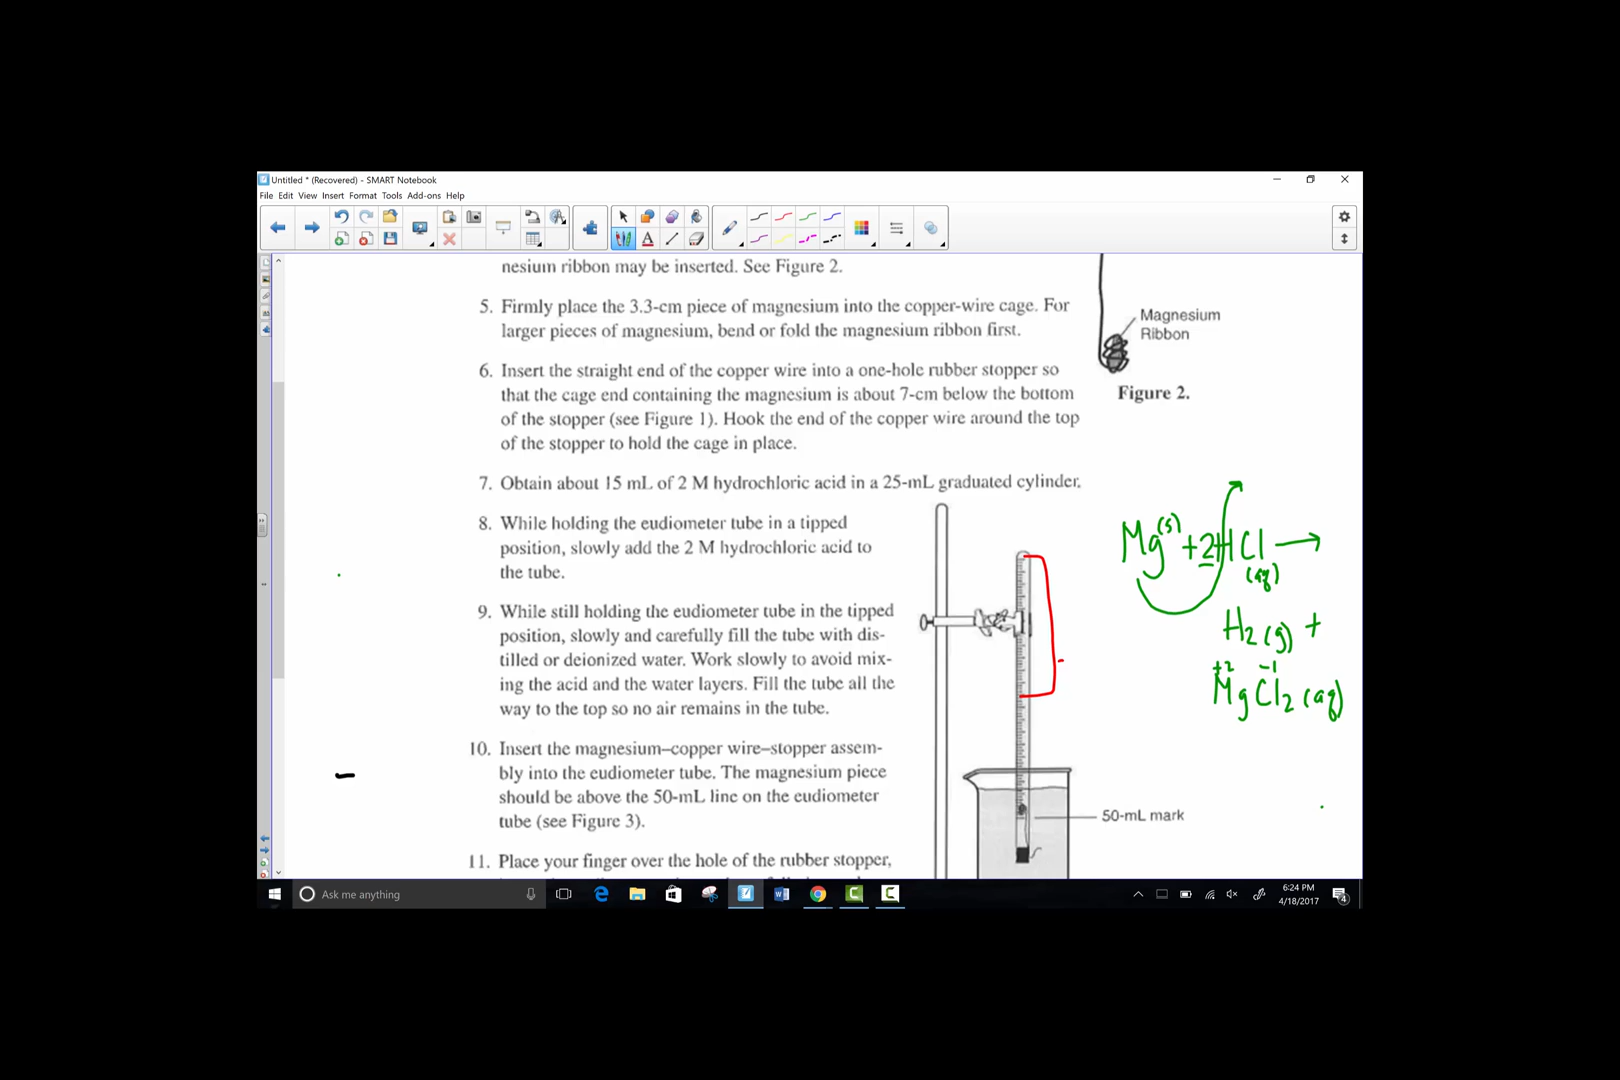 Untitled * (Recovered) - SMART Notebook
File Edit View Insert Format Tools Add-ons Help
nesium ribbon may be inserted. See Figure 2.
5. Firmly place the 3.3-cm piece of magnesium into the copper-wire cage. For
larger pieces of magnesium, bend or fold the magnesium ribbon first.
Magnesium
Ribbon
Figure 2.
6. Insert the straight end of the copper wire into a one-hole rubber stopper so
that the cage end containing the magnesium is about 7-cm below the bottom
of the stopper (see Figure 1). Hook the end of the copper wire around the top
of the stopper to hold the cage in place.
7. Obtain about 15 mL of 2 M hydrochloric acid in a 25-mL graduated cylinder.
8. While holding the eudiometer tube in a tipped
position, slowly add the 2 M hydrochloric acid to
the tube.
9. While still holding the eudiometer tube in the tipped
position, slowly and carefully fill the tube with dis-
tilled or deionized water. Work slowly to avoid mix-
ing the acid and the water layers. Fill the tube all the
way to the top so no air remains in the tube.
10. Insert the magnesium–copper wire–stopper assem-
bly into the eudiometer tube. The magnesium piece
should be above the 50-mL line on the eudiometer
tube (see Figure 3).
11. Place your finger over the hole of the rubber stopper,
Mg(s) + 2HCl(aq) →
H2(g) +
+2 -1
MgCl2(aq)
50-mL mark
Ask me anything
6:24 PM
4/18/2017
4